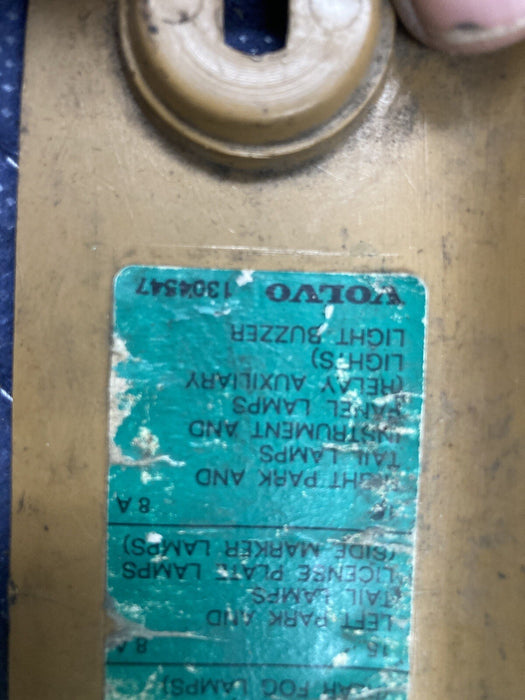 FOG LAMPS)
15 8 A
LEFT PARK AND
TAIL LAMPS
LICENSE PLATE LAMPS
(SIDE MARKER LAMPS)
8 A
RIGHT PARK AND
TAIL LAMPS
INSTRUMENT AND
PANEL LAMPS
(RELAY AUXILIARY
LIGHTS)
LIGHT BUZZER
VOLVO 1304547